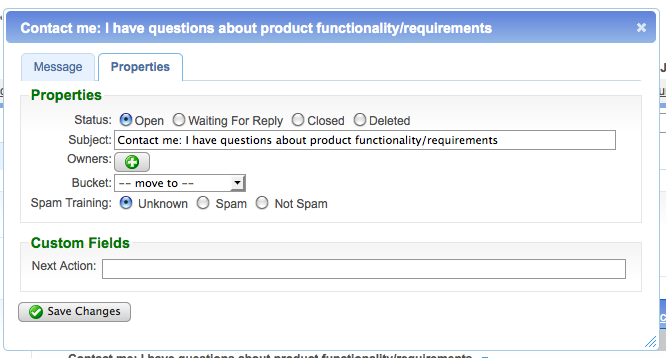 Contact me: I have questions about product functionality/requirements
Message Properties
Properties
Status: Open Waiting For Reply Closed Deleted
Subject: Contact me: I have questions about product functionality/requirements
Owners:
Bucket: -- move to --
Spam Training: Unknown Spam Not Spam
Custom Fields
Next Action:
Save Changes
Contact me: I have questions about product functionality/requirements